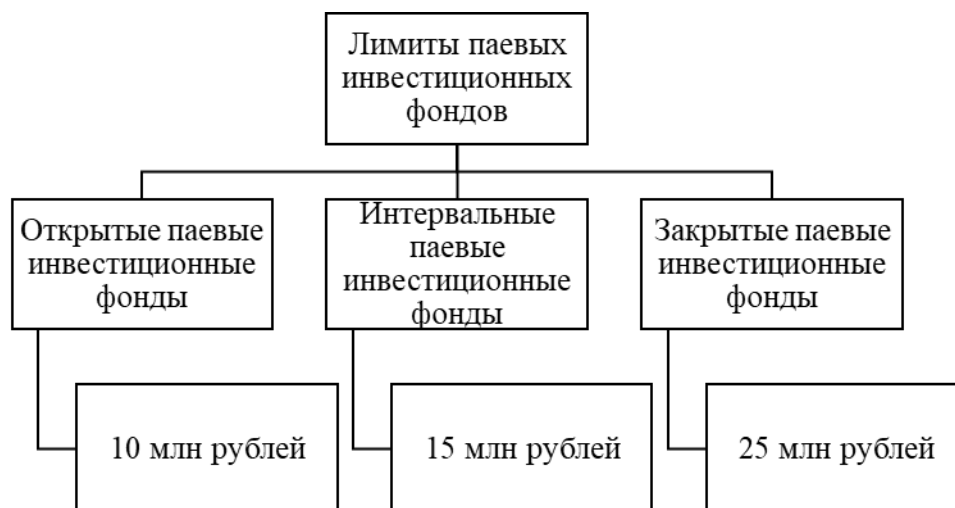 Лимиты паевых
инвестиционных
фондов
Открытые паевые
инвестиционные
фонды
Интервальные
паевые
инвестиционные
фонды
Закрытые паевые
инвестиционные
фонды
10 млн рублей
15 млн рублей
25 млн рублей